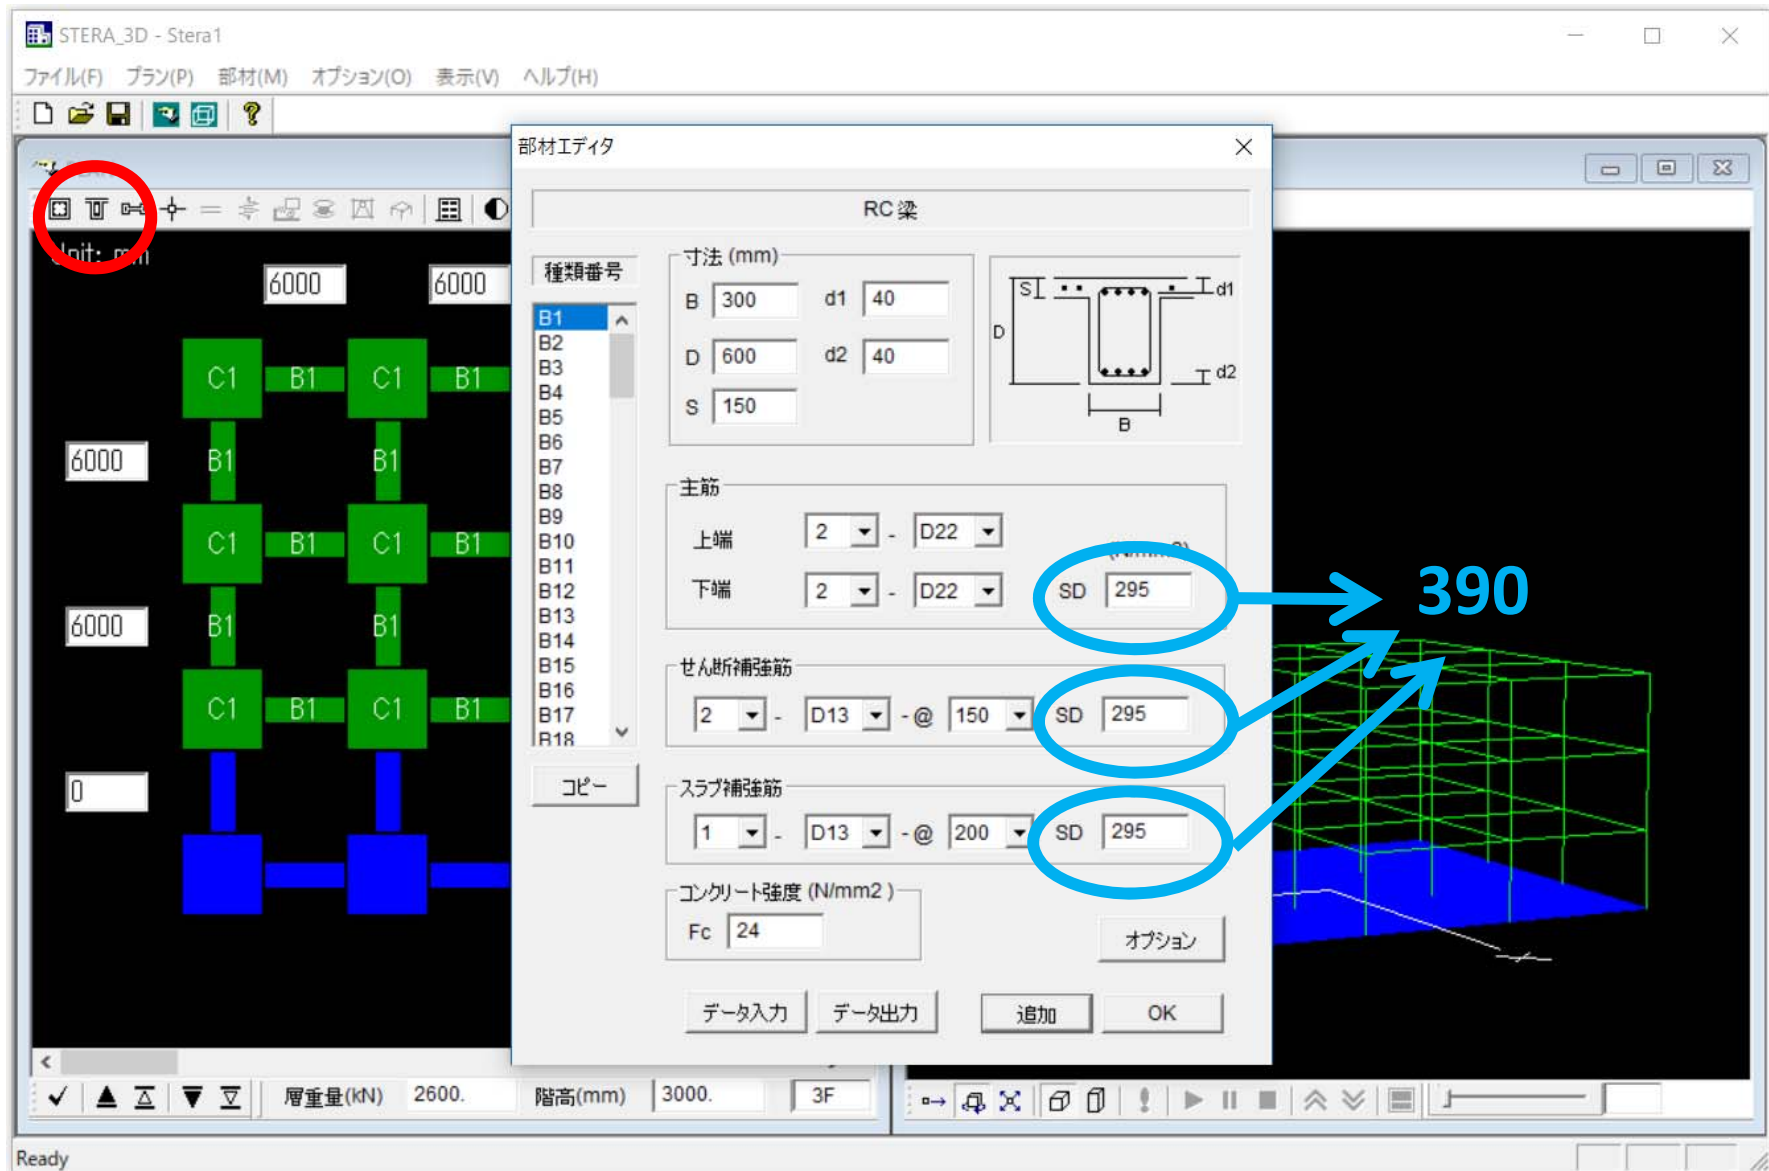 STERA_3D - Stera1
ファイル(F) プラン(P) 部材(M) オプション(O) 表示(V) ヘルプ(H)
Unit: mm
6000 6000
C1 B1 C1 B1
6000 B1 B1
C1 B1 C1 B1
6000 B1 B1
C1 B1 C1 B1
0
層重量(kN) 2600. 階高(mm) 3000. 3F
Ready
部材エディタ
RC 梁
種類番号
B1
B2
B3
B4
B5
B6
B7
B8
B9
B10
B11
B12
B13
B14
B15
B16
B17
B18
コピー
寸法 (mm)
B 300 d1 40
D 600 d2 40
S 150
S d1
D
d2
B
主筋
上端 2 - D22 (N/mm2)
下端 2 - D22 SD 295
せん断補強筋
2 - D13 -@ 150 SD 295
スラブ補強筋
1 - D13 -@ 200 SD 295
コンクリート強度 (N/mm2 )
Fc 24
オプション
データ入力 データ出力 追加 OK
390